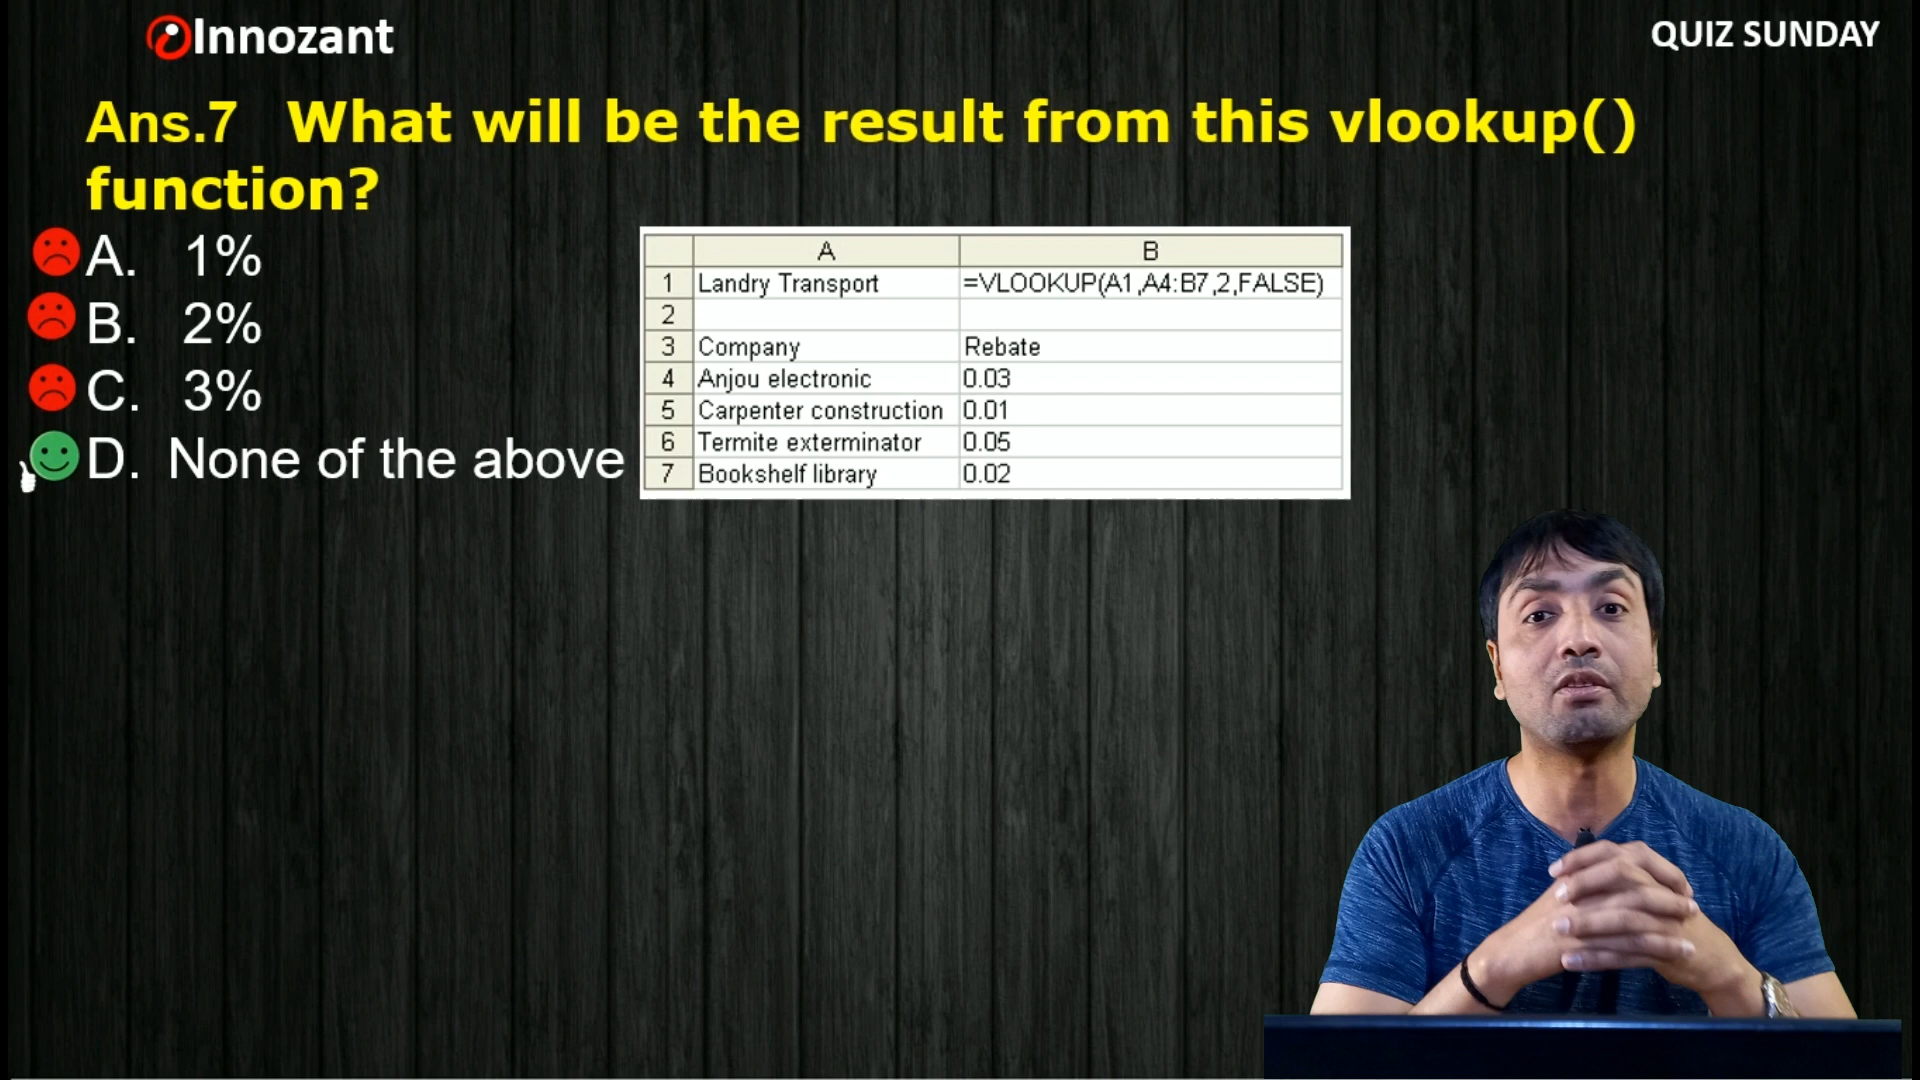 Innozant
QUIZ SUNDAY
Ans.7 What will be the result from this vlookup()
function?
A. 1%
B. 2%
C. 3%
D. None of the above
A B
1 Landry Transport =VLOOKUP(A1,A4:B7,2,FALSE)
2
3 Company Rebate
4 Anjou electronic 0.03
5 Carpenter construction 0.01
6 Termite exterminator 0.05
7 Bookshelf library 0.02